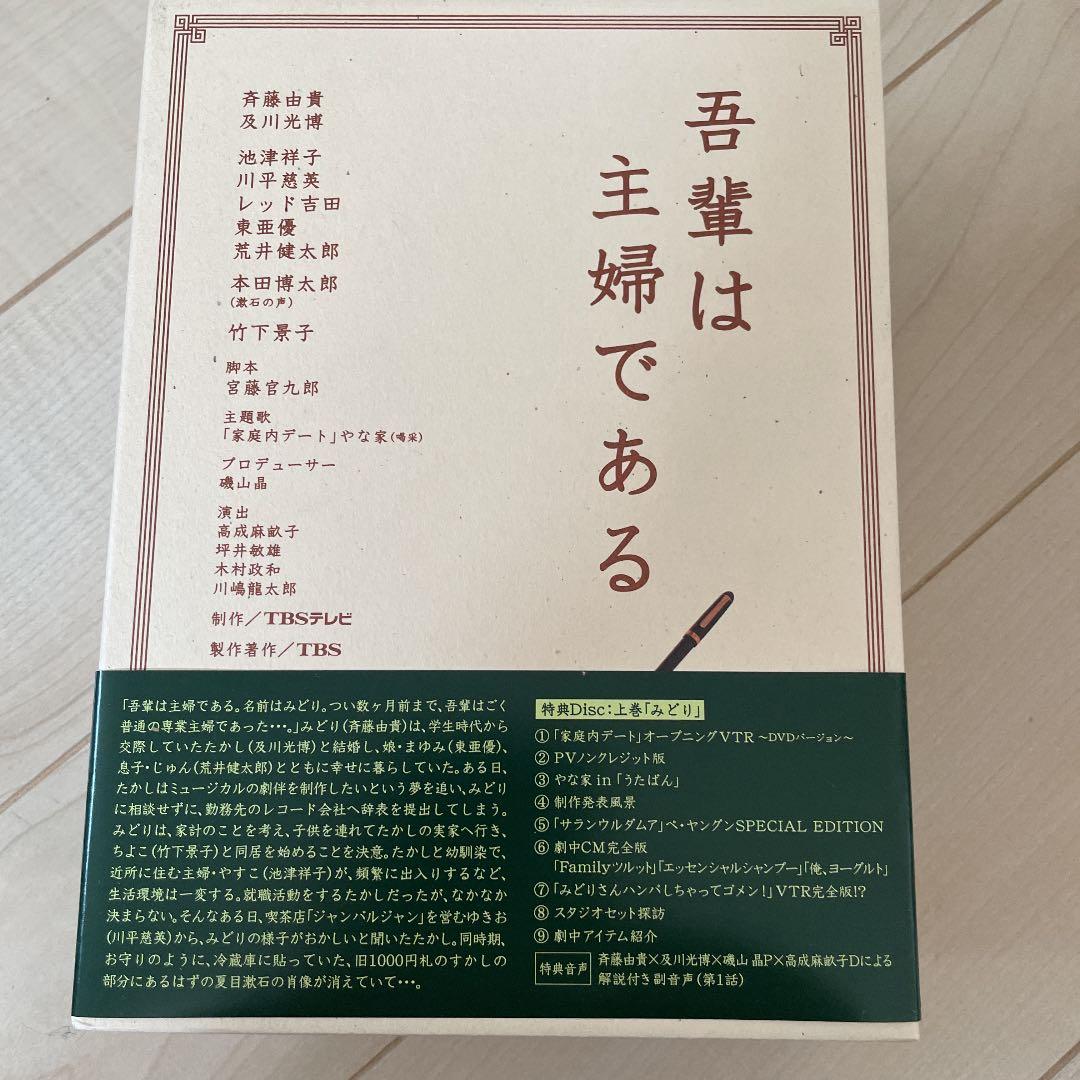 吾輩は
主婦である
斉藤由貴
及川光博
池津祥子
川平慈英
レッド吉田
東亜優
荒井健太郎
本田博太郎
(漱石の声)
竹下景子
脚本
宮藤官九郎
主題歌
「家庭内デート」やな家(喝采)
プロデューサー
磯山晶
演出
高成麻畝子
坪井敏雄
木村政和
川嶋龍太郎
制作/TBSテレビ
製作著作/TBS
「吾輩は主婦である。名前はみどり。つい数ヶ月前まで、吾輩はごく
普通の専業主婦であった・・・。」みどり(斉藤由貴)は、学生時代から
交際していたたかし(及川光博)と結婚し、娘・まゆみ(東亜優)、
息子・じゅん(荒井健太郎)とともに幸せに暮らしていた。ある日、
たかしはミュージカルの劇伴を制作したいという夢を追い、みどり
に相談せずに、勤務先のレコード会社へ辞表を提出してしまう。
みどりは、家計のことを考え、子供を連れてたかしの実家へ行き、
ちよこ(竹下景子)と同居を始めることを決意。たかしと幼馴染で、
近所に住む主婦・やすこ(池津祥子)が、頻繁に出入りするなど、
生活環境は一変する。就職活動をするたかしだったが、なかなか
決まらない。そんなある日、喫茶店「ジャンバルジャン」を営むゆきお
(川平慈英)から、みどりの様子がおかしいと聞いたたかし。同時期、
お守りのように、冷蔵庫に貼っていた、旧1000円札のすかしの
部分にあるはずの夏目漱石の肖像が消えていて・・・。
特典Disc:上巻「みどり」
①「家庭内デート」オープニングVTR ～DVDバージョン～
② PVノンクレジット版
③ やな家 in 「うたばん」
④ 制作発表風景
⑤「サランウルダムア」ペ・ヤングンSPECIAL EDITION
⑥ 劇中CM完全版
「Familyツルット」「エッセンシャルシャンプー」「俺、ヨーグルト」
⑦「みどりさんハンパしちゃってゴメン!」VTR完全版!?
⑧ スタジオセット探訪
⑨ 劇中アイテム紹介
特典音声
斉藤由貴×及川光博×磯山 晶P×高成麻畝子Dによる
解説付き副音声(第1話)